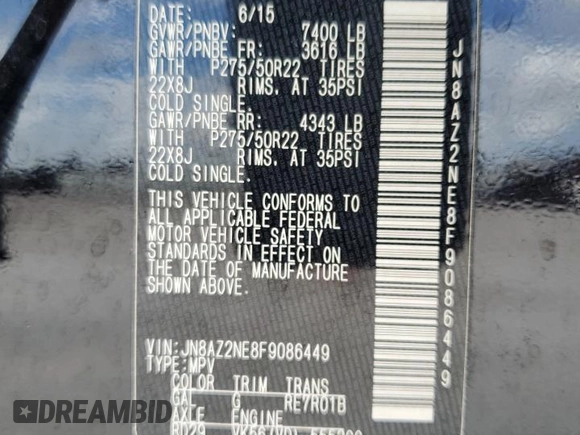 DATE: 6/15
GVWR/PNBV: 7400 LB
GAWR/PNBE FR: 3616 LB
WITH P275/50R22 TIRES
22X8J RIMS. AT 35PSI
COLD SINGLE.
GAWR/PNBE RR: 4343 LB
WITH P275/50R22 TIRES
22X8J RIMS. AT 35PSI
COLD SINGLE.
THIS VEHICLE CONFORMS TO
ALL APPLICABLE FEDERAL
MOTOR VEHICLE SAFETY
STANDARDS IN EFFECT ON
THE DATE OF MANUFACTURE
SHOWN ABOVE.
VIN: JN8AZ2NE8F9086449
TYPE: MPV
COLOR TRIM TRANS
G RE7R01B
AXLE ENGINE
JN8AZ2NE8F9086449
© DIDIT.CARS